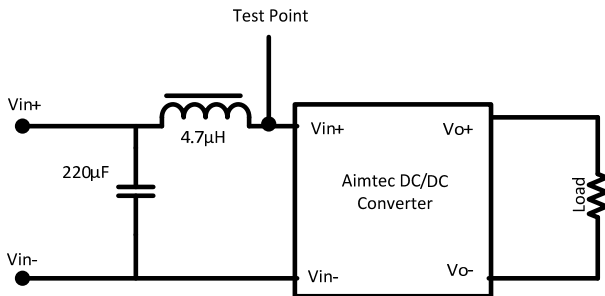 Test Point
Vin+
4.7µH
Vin+
Vo+
220µF
Aimtec DC/DC
Converter
Load
Vin-
Vin-
Vo-